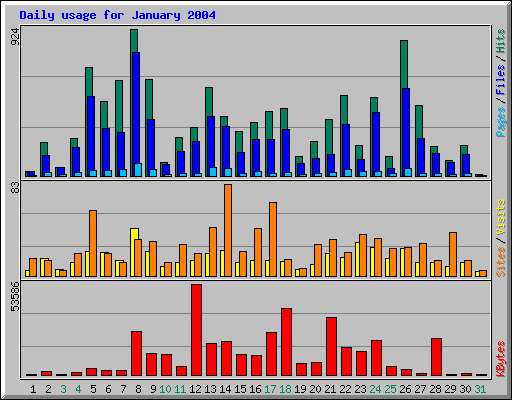 Daily usage for January 2004
924
Pages / Files / Hits
83
Sites / Visits
53586
KBytes
1 2 3 4 5 6 7 8 9 10 11 12 13 14 15 16 17 18 19 20 21 22 23 24 25 26 27 28 29 30 31